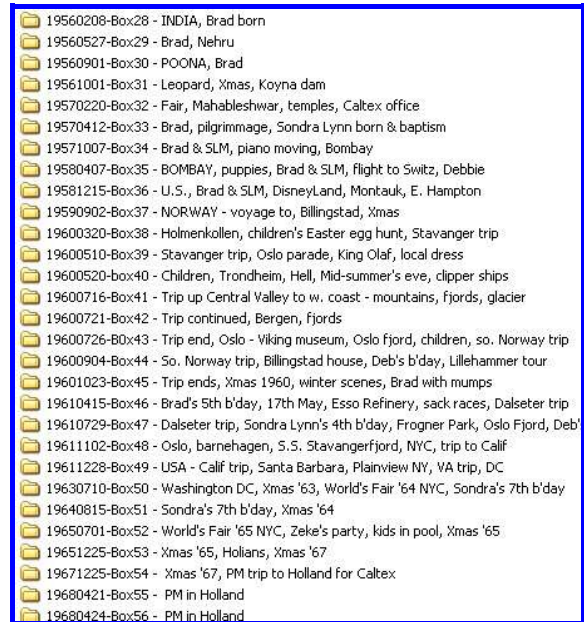 19560208-Box28 - INDIA, Brad born
19560527-Box29 - Brad, Nehru
19560901-Box30 - POONA, Brad
19561001-Box31 - Leopard, Xmas, Koyna dam
19570220-Box32 - Fair, Mahableshwar, temples, Caltex office
19570412-Box33 - Brad, pilgrimmage, Sondra Lynn born & baptism
19571007-Box34 - Brad & SLM, piano moving, Bombay
19580407-Box35 - BOMBAY, puppies, Brad & SLM, flight to Switz, Debbie
19581215-Box36 - U.S., Brad & SLM, DisneyLand, Montauk, E. Hampton
19590902-Box37 - NORWAY - voyage to, Billingstad, Xmas
19600320-Box38 - Holmenkollen, children's Easter egg hunt, Stavanger trip
19600510-Box39 - Stavanger trip, Oslo parade, King Olaf, local dress
19600520-box40 - Children, Trondheim, Hell, Mid-summer's eve, clipper ships
19600716-Box41 - Trip up Central Valley to w. coast - mountains, fjords, glacier
19600721-Box42 - Trip continued, Bergen, fjords
19600726-B0x43 - Trip end, Oslo - Viking museum, Oslo fjord, children, so. Norway trip
19600904-Box44 - So. Norway trip, Billingstad house, Deb's b'day, Lillehammer tour
19601023-Box45 - Trip ends, Xmas 1960, winter scenes, Brad with mumps
19610415-Box46 - Brad's 5th b'day, 17th May, Esso Refinery, sack races, Dalseter trip
19610729-Box47 - Dalseter trip, Sondra Lynn's 4th b'day, Frogner Park, Oslo Fjord, Deb'
19611102-Box48 - Oslo, barnehagen, S.S. Stavangerfjord, NYC, trip to Calif
19611228-Box49 - USA - Calif trip, Santa Barbara, Plainview NY, VA trip, DC
19630710-Box50 - Washington DC, Xmas '63, World's Fair '64 NYC, Sondra's 7th b'day
19640815-Box51 - Sondra's 7th b'day, Xmas '64
19650701-Box52 - World's Fair '65 NYC, Zeke's party, kids in pool, Xmas '65
19651225-Box53 - Xmas '65, Holians, Xmas '67
19671225-Box54 - Xmas '67, PM trip to Holland for Caltex
19680421-Box55 - PM in Holland
19680424-Box56 - PM in Holland